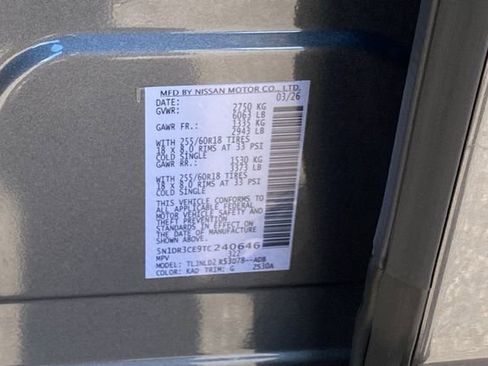 MFD BY NISSAN MOTOR CO., LTD.
DATE: 03/26
GVWR: 2750 KG
6063 LB
GAWR FR.: 1335 KG
2943 LB
WITH 255/60R18 TIRES
18 x 8.0 RIMS AT 33 PSI
COLD SINGLE
GAWR RR.: 1530 KG
3373 LB
WITH 255/60R18 TIRES
18 x 8.0 RIMS AT 33 PSI
COLD SINGLE
THIS VEHICLE CONFORMS TO
ALL APPLICABLE FEDERAL
MOTOR VEHICLE SAFETY AND
THEFT PREVENTION
STANDARDS IN EFFECT ON THE
DATE OF MANUFACTURE
SHOWN ABOVE.
5N1DR3CE9TC240646
MPV 322
MODEL: R53D78--ADB
COLOR: KAD TRIM: G 2530A